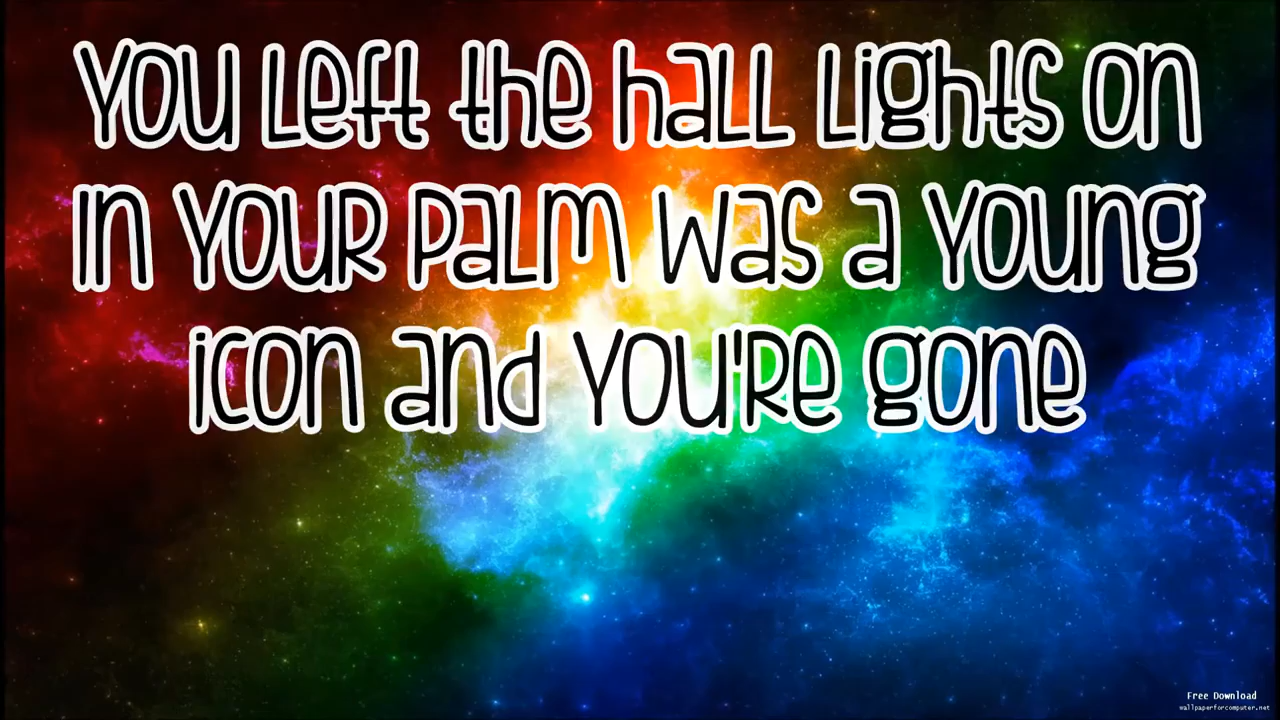 You Left the hall Lights on
In Your palm was a Young
icon and You're gone
Free Download
wallpaperforcomputer.net